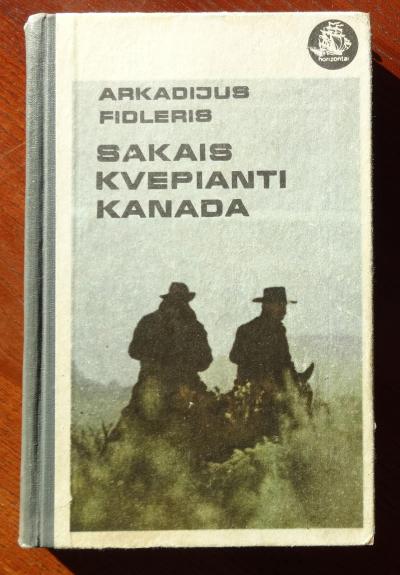 horizontai
ARKADIJUS
FIDLERIS
SAKAIS
KVEPIANTI
KANADA